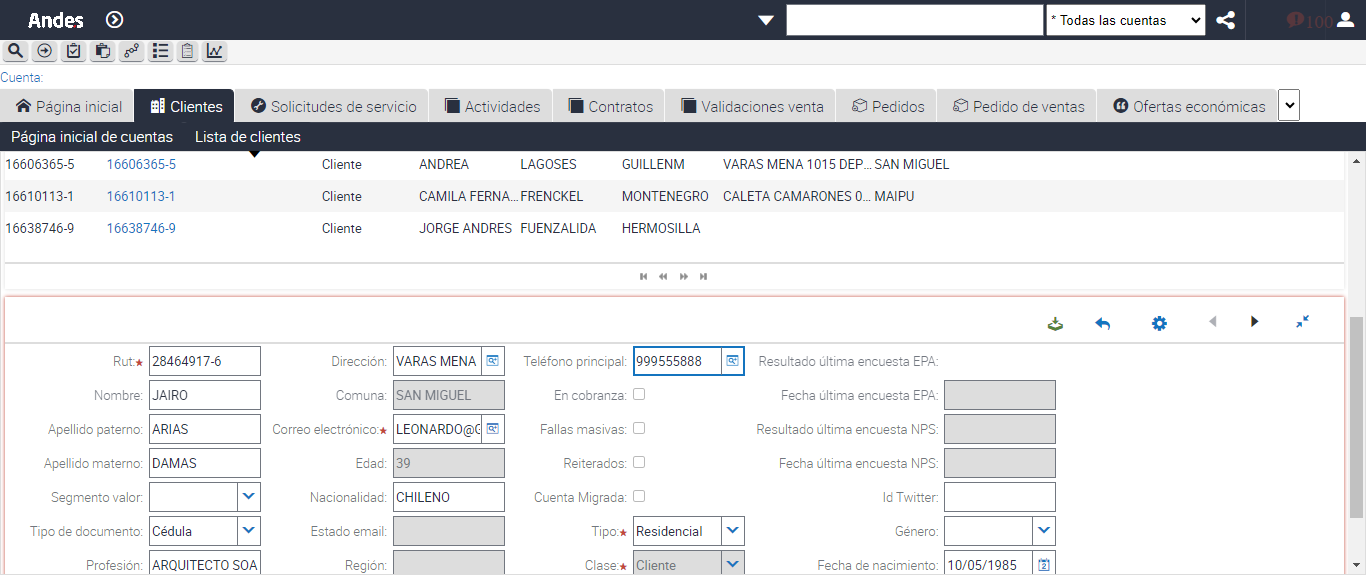 Andes
* Todas las cuentas
100
Cuenta:
Página inicial Clientes Solicitudes de servicio Actividades Contratos Validaciones venta Pedidos Pedido de ventas Ofertas económicas
Página inicial de cuentas Lista de clientes
16606365-5 16606365-5 Cliente ANDREA LAGOSES GUILLENM VARAS MENA 1015 DEP... SAN MIGUEL
16610113-1 16610113-1 Cliente CAMILA FERNA... FRENCKEL MONTENEGRO CALETA CAMARONES 0... MAIPU
16638746-9 16638746-9 Cliente JORGE ANDRES FUENZALIDA HERMOSILLA
Rut:★ 28464917-6 Dirección: VARAS MENA Teléfono principal: 999555888 Resultado última encuesta EPA:
Nombre: JAIRO Comuna: SAN MIGUEL En cobranza: Fecha última encuesta EPA:
Apellido paterno: ARIAS Correo electrónico:★ LEONARDO@G Fallas masivas: Resultado última encuesta NPS:
Apellido materno: DAMAS Edad: 39 Reiterados: Fecha última encuesta NPS:
Segmento valor: Nacionalidad: CHILENO Cuenta Migrada: Id Twitter:
Tipo de documento: Cédula Estado email: Tipo:★ Residencial Género:
Profesión: ARQUITECTO SOA Región: Clase:★ Cliente Fecha de nacimiento: 10/05/1985